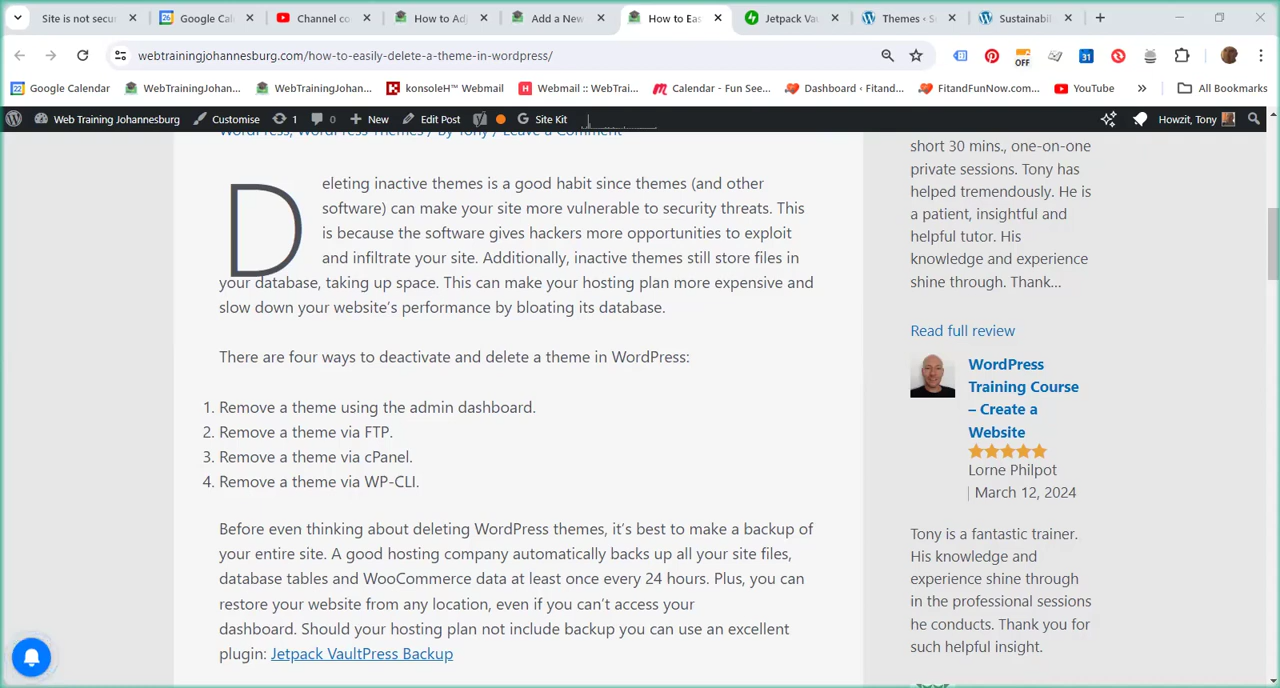 Site is not secu
Google Cal
Channel co
How to Adj
Add a New
How to Eas
Jetpack Vau
Themes ‹ S
Sustainabil
webtrainingjohannesburg.com/how-to-easily-delete-a-theme-in-wordpress/
OFF
31
Google Calendar
WebTrainingJohan...
WebTrainingJohan...
konsoleH™ Webmail
Webmail :: WebTrai...
Calendar - Fun See...
Dashboard ‹ Fitand...
FitandFunNow.com...
YouTube
All Bookmarks
Web Training Johannesburg
Customise
1
0
New
Edit Post
Site Kit
Howzit, Tony
WordPress, WordPress Themes / By Tony / Leave a Comment
Deleting inactive themes is a good habit since themes (and other
software) can make your site more vulnerable to security threats. This
is because the software gives hackers more opportunities to exploit
and infiltrate your site. Additionally, inactive themes still store files in
your database, taking up space. This can make your hosting plan more expensive and
slow down your website's performance by bloating its database.
There are four ways to deactivate and delete a theme in WordPress:
1. Remove a theme using the admin dashboard.
2. Remove a theme via FTP.
3. Remove a theme via cPanel.
4. Remove a theme via WP-CLI.
Before even thinking about deleting WordPress themes, it's best to make a backup of
your entire site. A good hosting company automatically backs up all your site files,
database tables and WooCommerce data at least once every 24 hours. Plus, you can
restore your website from any location, even if you can't access your
dashboard. Should your hosting plan not include backup you can use an excellent
plugin: Jetpack VaultPress Backup
short 30 mins., one-on-one
private sessions. Tony has
helped tremendously. He is
a patient, insightful and
helpful tutor. His
knowledge and experience
shine through. Thank...
Read full review
WordPress
Training Course
– Create a
Website
Lorne Philpot
| March 12, 2024
Tony is a fantastic trainer.
His knowledge and
experience shine through
in the professional sessions
he conducts. Thank you for
such helpful insight.